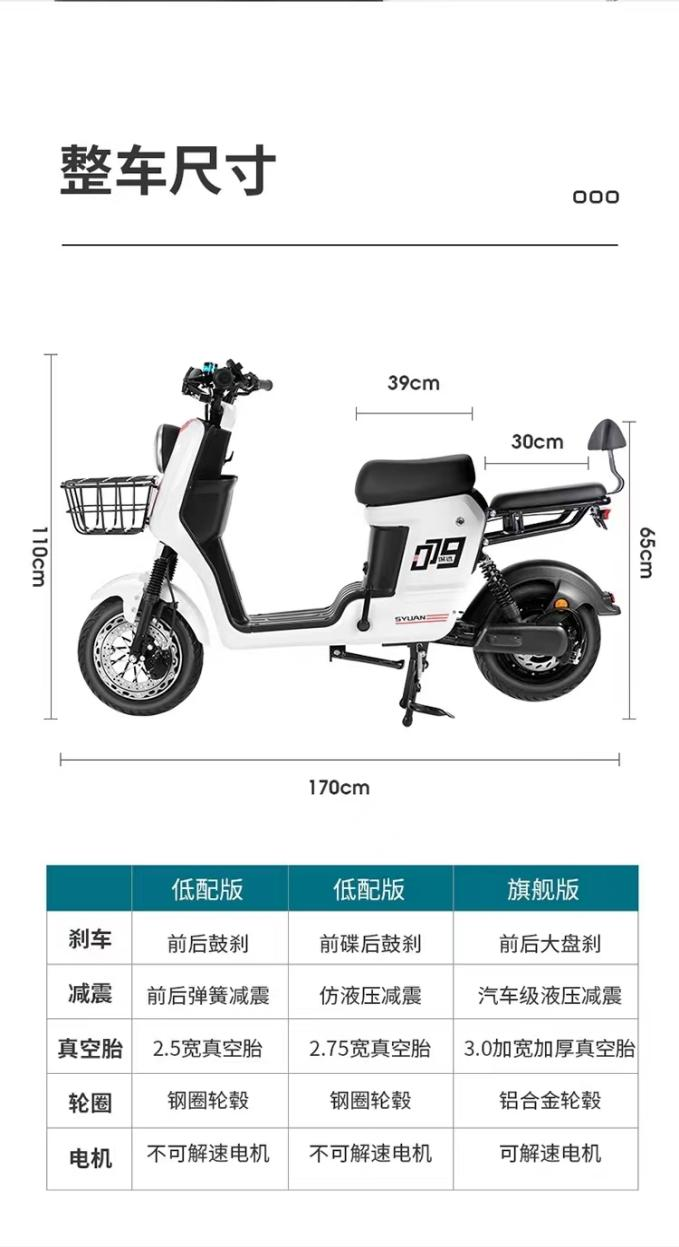 整车尺寸
39cm
30cm
110cm
65cm
SYUAN
170cm
低配版 低配版 旗舰版
刹车 前后鼓刹 前碟后鼓刹 前后大盘刹
减震 前后弹簧减震 仿液压减震 汽车级液压减震
真空胎 2.5宽真空胎 2.75宽真空胎 3.0加宽加厚真空胎
轮圈 钢圈轮毂 钢圈轮毂 铝合金轮毂
电机 不可解速电机 不可解速电机 可解速电机